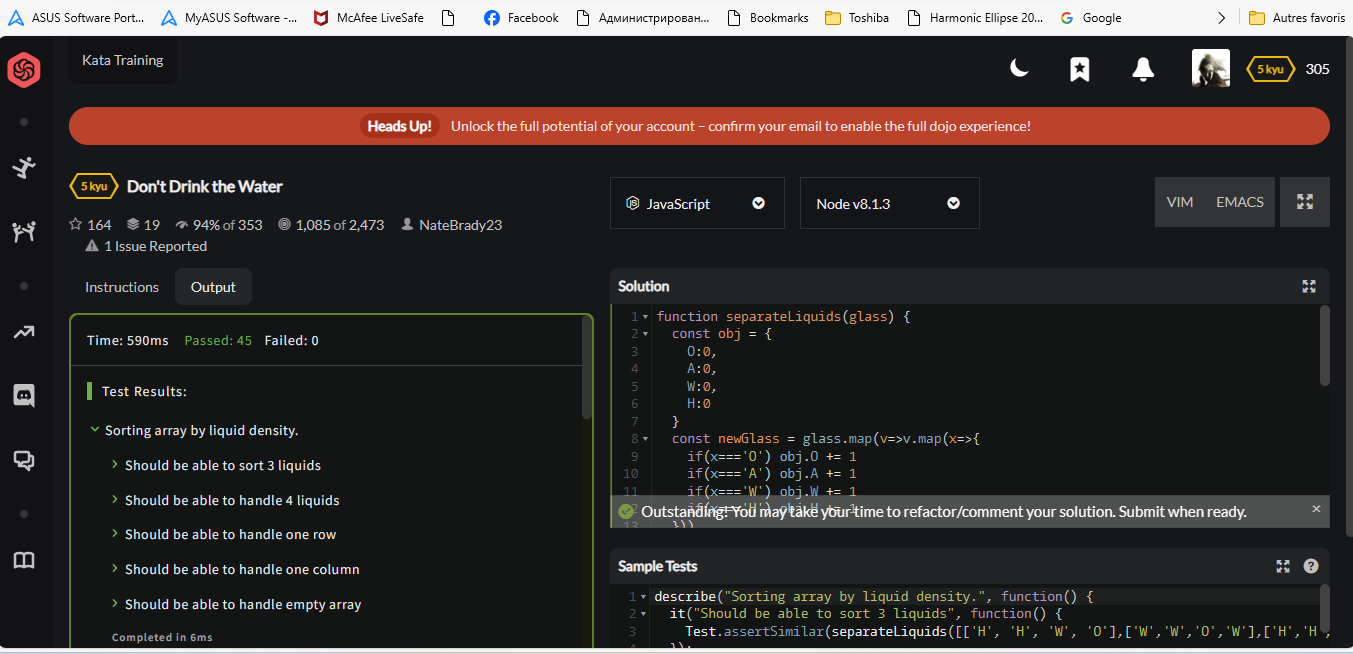 ASUS Software Port... MyASUS Software -... McAfee LiveSafe Facebook Администрирован... Bookmarks Toshiba Harmonic Ellipse 20... Google Autres favoris
Kata Training
5 kyu 305
Heads Up! Unlock the full potential of your account – confirm your email to enable the full dojo experience!
5 kyu Don't Drink the Water
164 19 94% of 353 1,085 of 2,473 NateBrady23
1 Issue Reported
JavaScript
Node v8.1.3
VIM EMACS
Instructions Output
Time: 590ms Passed: 45 Failed: 0
Test Results:
Sorting array by liquid density.
Should be able to sort 3 liquids
Should be able to handle 4 liquids
Should be able to handle one row
Should be able to handle one column
Should be able to handle empty array
Completed in 6ms
Solution
1 function separateLiquids(glass) {
2 const obj = {
3 O:0,
4 A:0,
5 W:0,
6 H:0
7 }
8 const newGlass = glass.map(v=>v.map(x=>{
9 if(x==='O') obj.O += 1
10 if(x==='A') obj.A += 1
11 if(x==='W') obj.W += 1
12 if(x==='H') obj.H += 1
Outstanding! You may take your time to refactor/comment your solution. Submit when ready.
13 }))
Sample Tests
1 describe("Sorting array by liquid density.", function() {
2 it("Should be able to sort 3 liquids", function() {
3 Test.assertSimilar(separateLiquids([['H', 'H', 'W', 'O'],['W','W','O','W'],['H','H',
4 });